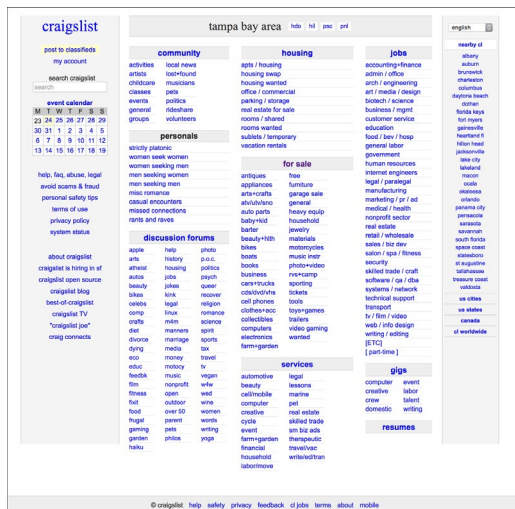 craigslist
post to classifieds
my account
search craigslist
search
event calendar
M T W T F S S
23 24 25 26 27 28 29
30 31 1 2 3 4 5
6 7 8 9 10 11 12
13 14 15 16 17 18 19
help, faq, abuse, legal
avoid scams & fraud
personal safety tips
terms of use
privacy policy
system status
about craigslist
craigslist is hiring in sf
craigslist open source
craigslist blog
best-of-craigslist
craigslist TV
"craigslist joe"
craig connects
tampa bay area hdo hil psc pnl
community
activities local news
artists lost+found
childcare musicians
classes pets
events politics
general rideshare
groups volunteers
personals
strictly platonic
women seek women
women seeking men
men seeking women
men seeking men
misc romance
casual encounters
missed connections
rants and raves
discussion forums
apple help photo
arts history p.o.c.
atheist housing politics
autos jobs psych
beauty jokes queer
bikes kink recover
celebs legal religion
comp linux romance
crafts m4m science
diet manners spirit
divorce marriage sports
dying media tax
eco money travel
educ motocy tv
feedbk music vegan
film nonprofit w4w
fitness open wed
fixit outdoor wine
food over 50 women
frugal parent words
gaming pets writing
garden philos yoga
haiku
housing
apts / housing
housing swap
housing wanted
office / commercial
parking / storage
real estate for sale
rooms / shared
rooms wanted
sublets / temporary
vacation rentals
for sale
antiques free
appliances furniture
arts+crafts garage sale
atv/utv/sno general
auto parts heavy equip
baby+kid household
barter jewelry
beauty+hlth materials
bikes motorcycles
boats music instr
books photo+video
business rvs+camp
cars+trucks sporting
cds/dvd/vhs tickets
cell phones tools
clothes+acc toys+games
collectibles trailers
computers video gaming
electronics wanted
farm+garden
services
automotive legal
beauty lessons
cell/mobile marine
computer pet
creative real estate
cycle skilled trade
event sm biz ads
farm+garden therapeutic
financial travel/vac
household write/ed/tran
labor/move
jobs
accounting+finance
admin / office
arch / engineering
art / media / design
biotech / science
business / mgmt
customer service
education
food / bev / hosp
general labor
government
human resources
internet engineers
legal / paralegal
manufacturing
marketing / pr / ad
medical / health
nonprofit sector
real estate
retail / wholesale
sales / biz dev
salon / spa / fitness
security
skilled trade / craft
software / qa / dba
systems / network
technical support
transport
tv / film / video
web / info design
writing / editing
[ETC]
[ part-time ]
gigs
computer event
creative labor
crew talent
domestic writing
resumes
english
nearby cl
albany
auburn
brunswick
charleston
columbus
daytona beach
dothan
florida keys
fort myers
gainesville
heartland fl
hilton head
jacksonville
lake city
lakeland
macon
ocala
okaloosa
orlando
panama city
pensacola
sarasota
savannah
south florida
space coast
statesboro
st augustine
tallahassee
treasure coast
valdosta
us cities
us states
canada
cl worldwide
© craigslist help safety privacy feedback cl jobs terms about mobile